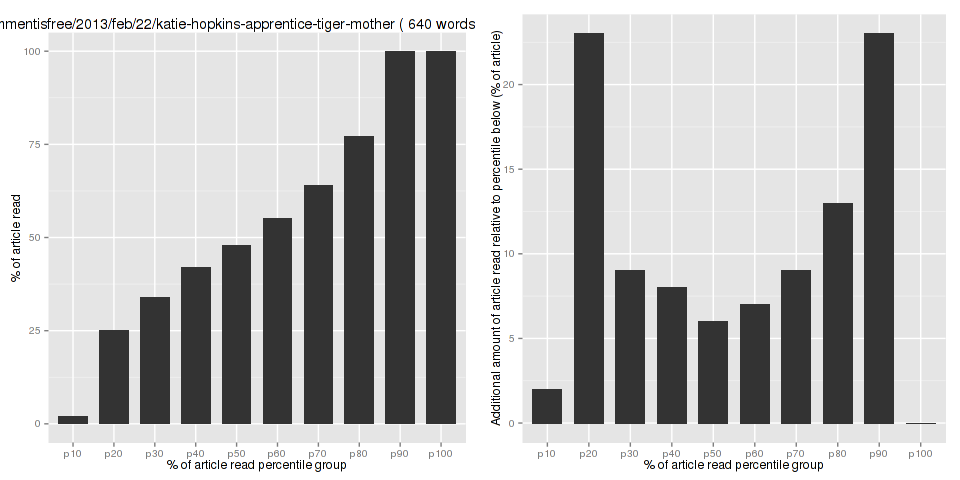 mmentisfree/2013/feb/22/katie-hopkins-apprentice-tiger-mother ( 640 words
% of article read
100
75
50
25
0
p10 p20 p30 p40 p50 p60 p70 p80 p90 p100
% of article read percentile group
Additional amount of article read relative to percentile below (% of article)
20
15
10
5
0
p10 p20 p30 p40 p50 p60 p70 p80 p90 p100
% of article read percentile group